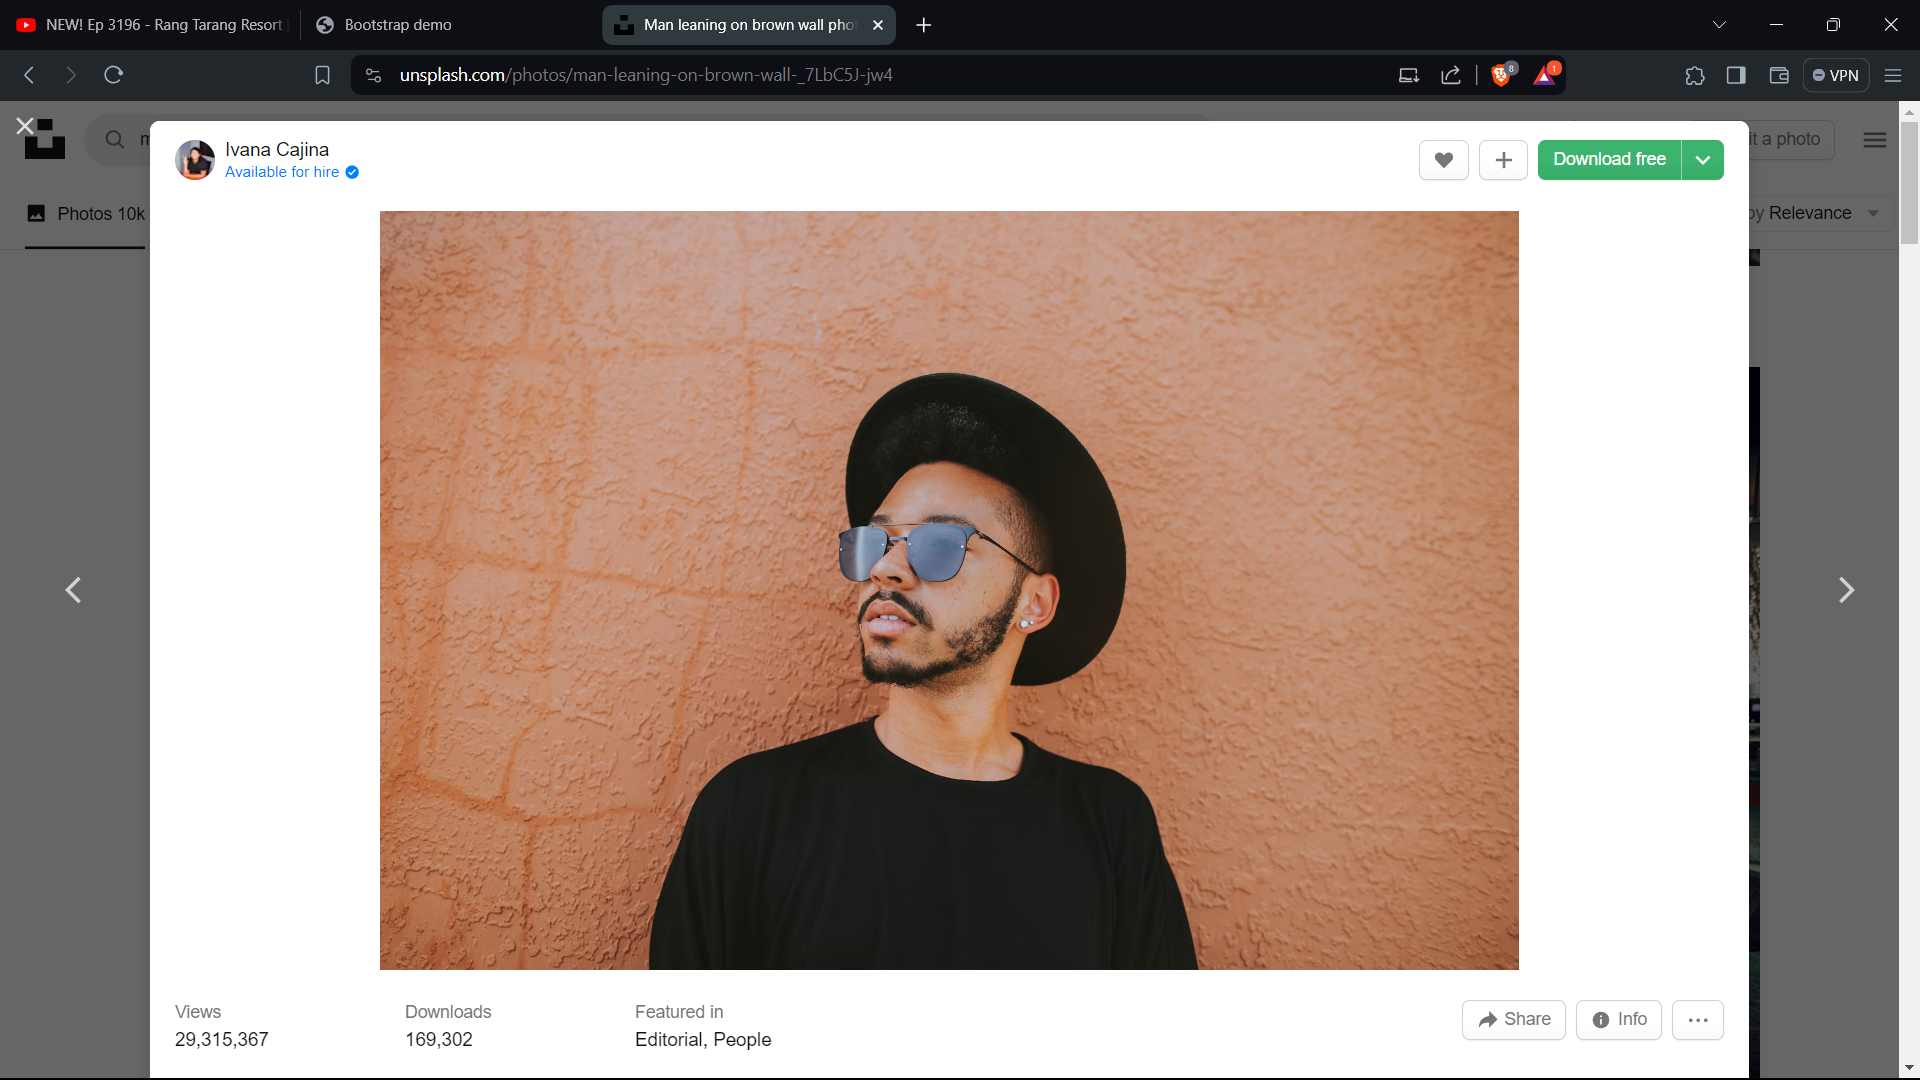 NEW! Ep 3196 - Rang Tarang Resort
Bootstrap demo
Man leaning on brown wall pho
unsplash.com/photos/man-leaning-on-brown-wall-_7LbC5J-jw4
8
1
VPN
Ivana Cajina
Available for hire
Download free
it a photo
Photos 10k
by Relevance
Views
29,315,367
Downloads
169,302
Featured in
Editorial, People
Share
Info